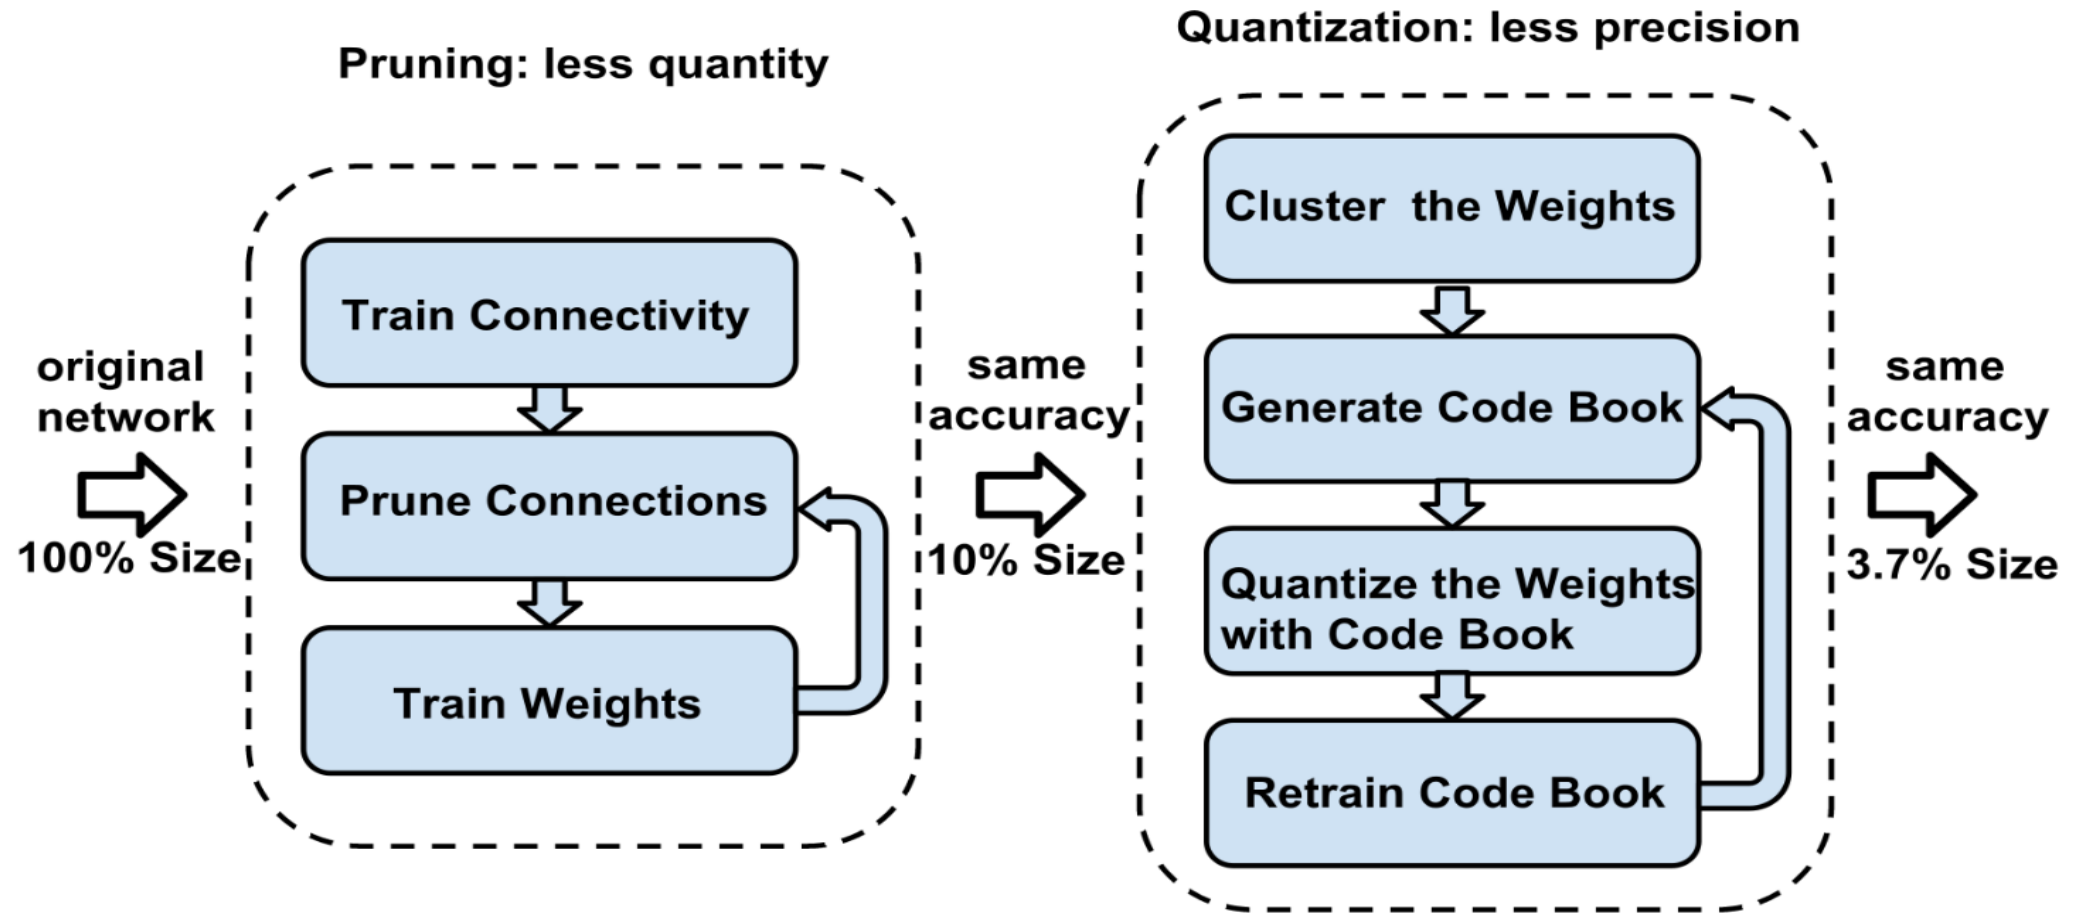 Pruning: less quantity
Quantization: less precision
original
network
100% Size
Train Connectivity
Prune Connections
Train Weights
same
accuracy
10% Size
Cluster the Weights
Generate Code Book
Quantize the Weights
with Code Book
Retrain Code Book
same
accuracy
3.7% Size